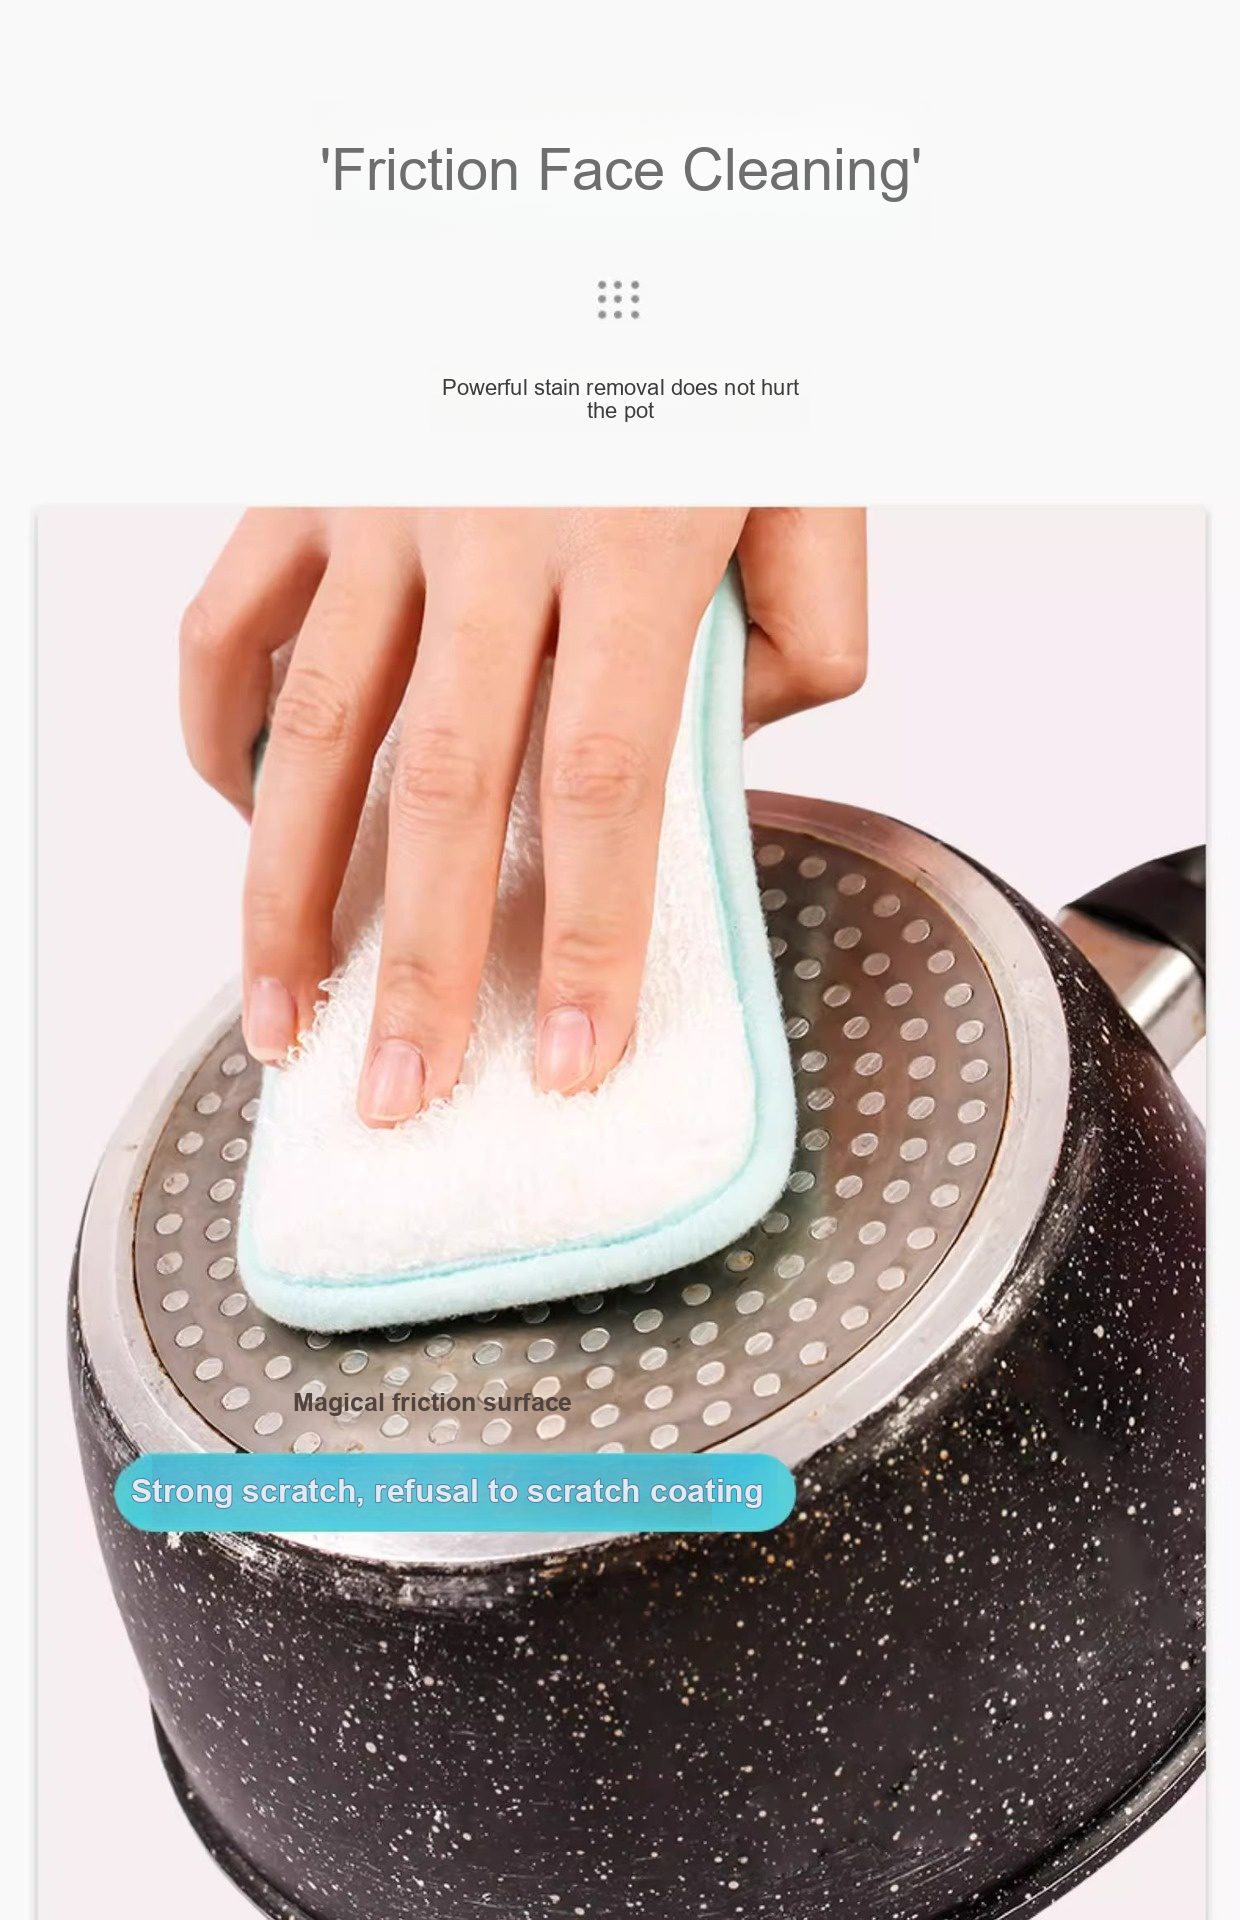 'Friction Face Cleaning'
Powerful stain removal does not hurt
the pot
Magical friction surface
Strong scratch, refusal to scratch coating